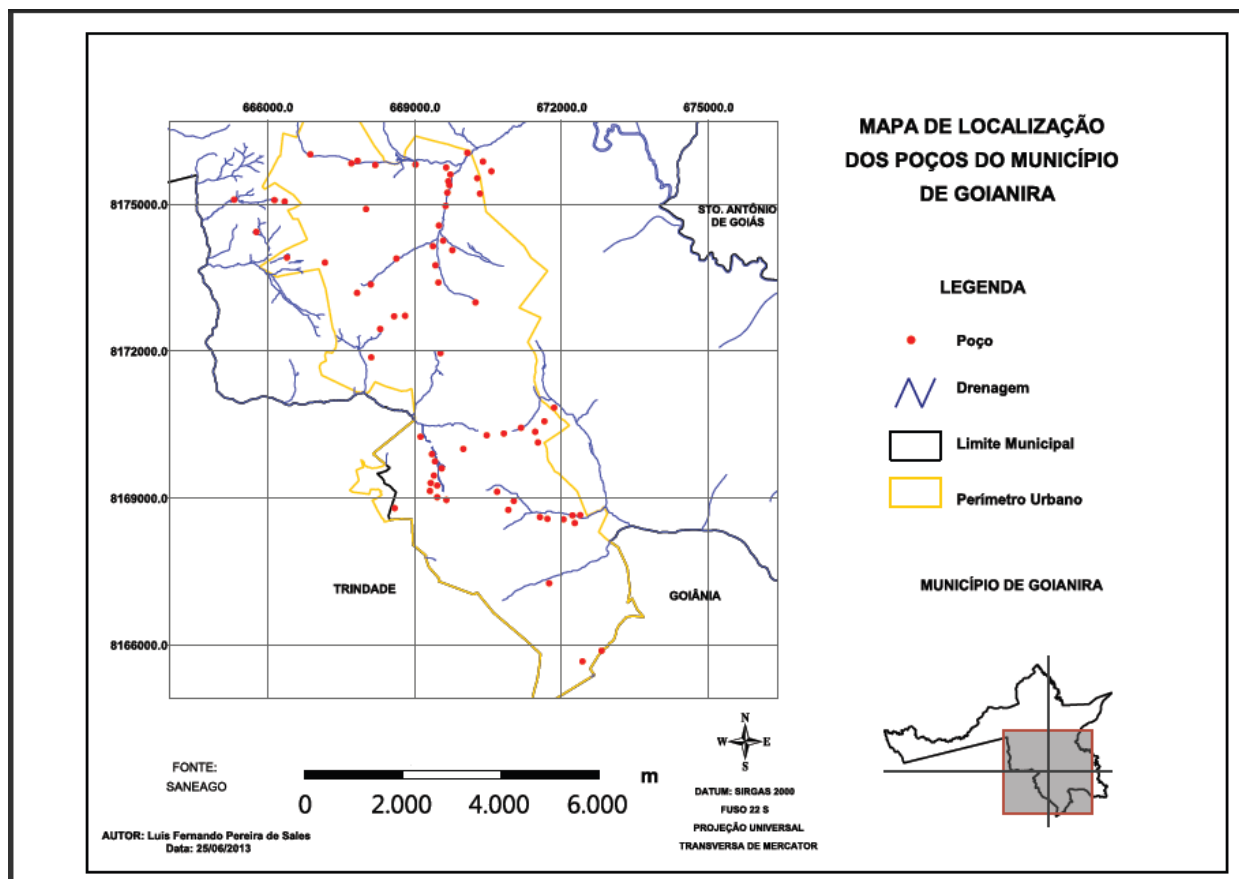 666000.0 669000.0 672000.0 675000.0
8175000.0
8172000.0
8169000.0
8166000.0
STO. ANTÔNIO
DE GOIÁS
TRINDADE
GOIÂNIA
MAPA DE LOCALIZAÇÃO
DOS POÇOS DO MUNICÍPIO
DE GOIANIRA
LEGENDA
Poço
Drenagem
Limite Municipal
Perímetro Urbano
MUNICÍPIO DE GOIANIRA
FONTE:
SANEAGO
0 2.000 4.000 6.000
m
N
W E
S
DATUM: SIRGAS 2000
FUSO 22 S
PROJEÇÃO UNIVERSAL
TRANSVERSA DE MERCATOR
AUTOR: Luis Fernando Pereira de Sales
Data: 25/06/2013